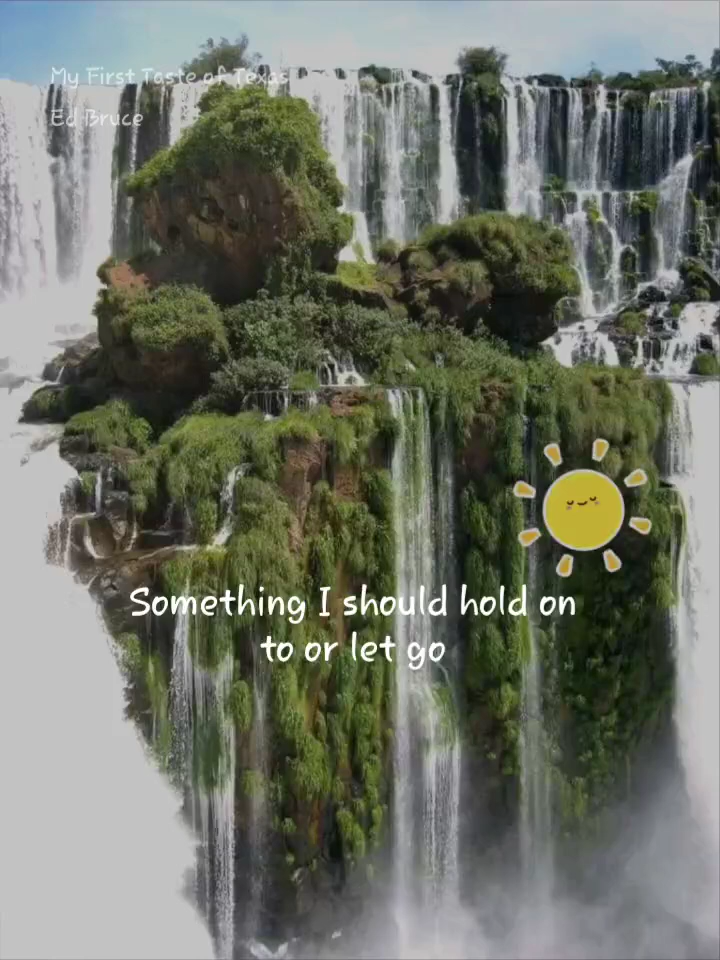 My First Taste of Texas
Ed Bruce
Something I should hold on
to or let go